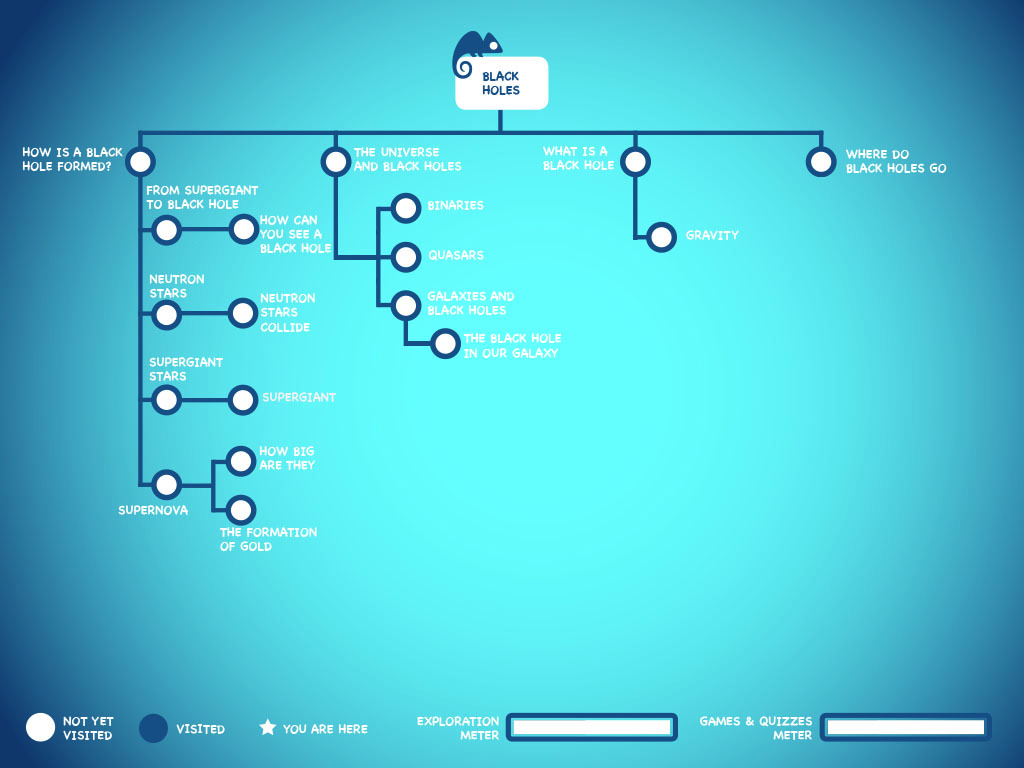 BLACK
HOLES
HOW IS A BLACK
HOLE FORMED?
THE UNIVERSE
AND BLACK HOLES
WHAT IS A
BLACK HOLE
WHERE DO
BLACK HOLES GO
FROM SUPERGIANT
TO BLACK HOLE
HOW CAN
YOU SEE A
BLACK HOLE
BINARIES
QUASARS
GALAXIES AND
BLACK HOLES
THE BLACK HOLE
IN OUR GALAXY
GRAVITY
NEUTRON
STARS
NEUTRON
STARS
COLLIDE
SUPERGIANT
STARS
SUPERGIANT
HOW BIG
ARE THEY
SUPERNOVA
THE FORMATION
OF GOLD
NOT YET
VISITED
VISITED
YOU ARE HERE
EXPLORATION
METER
GAMES & QUIZZES
METER